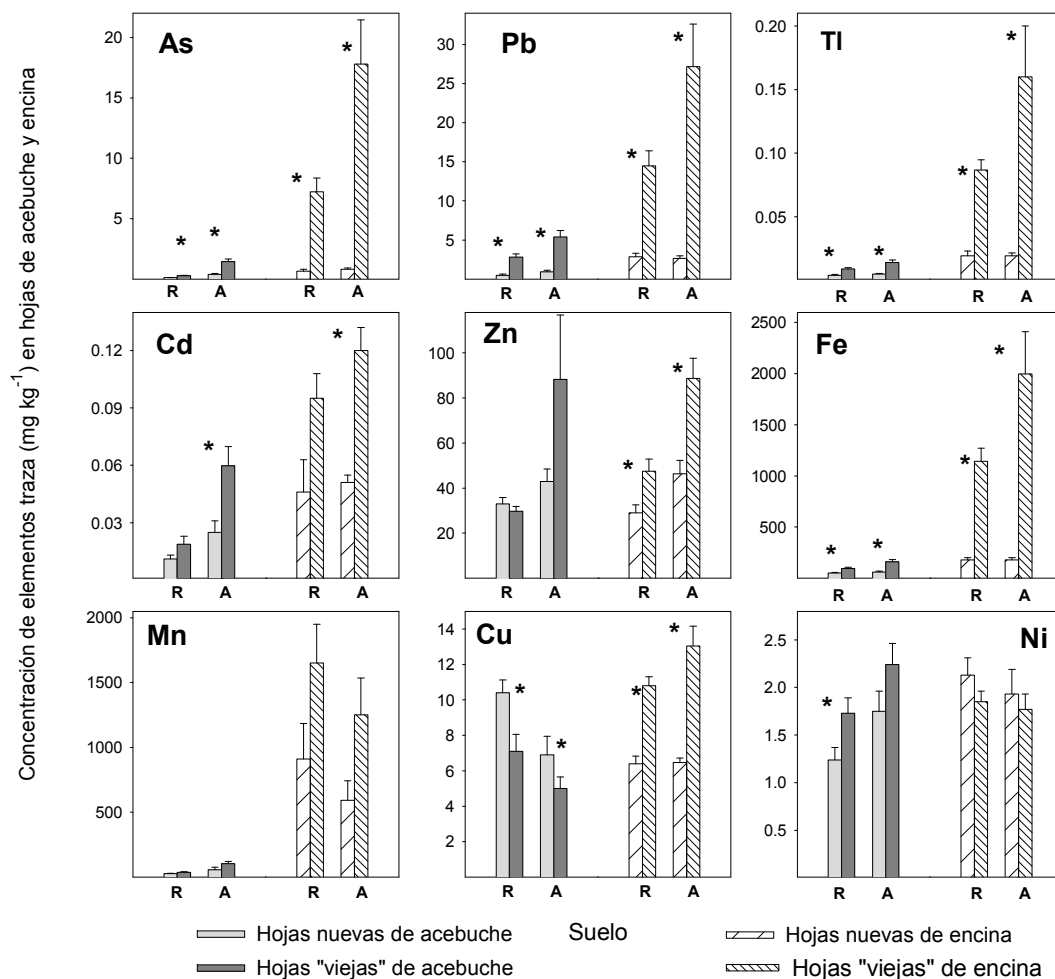 Concentración de elementos traza (mg kg-1) en hojas de acebuche y encina
As
20
15
10
5
*
*
*
*
R
A
R
A
Pb
30
25
20
15
10
5
*
*
*
*
R
A
R
A
Tl
0.20
0.15
0.10
0.05
*
*
*
*
R
A
R
A
Cd
0.12
0.09
0.06
0.03
*
*
R
A
R
A
Zn
100
80
60
40
20
*
*
R
A
R
A
Fe
2500
2000
1500
1000
500
*
*
*
*
R
A
R
A
Mn
2000
1500
1000
500
R
A
R
A
Cu
14
12
10
8
6
4
2
*
*
*
*
R
A
R
A
Ni
2.5
2.0
1.5
1.0
0.5
*
R
A
R
A
Suelo
Hojas nuevas de acebuche
Hojas "viejas" de acebuche
Hojas nuevas de encina
Hojas "viejas" de encina